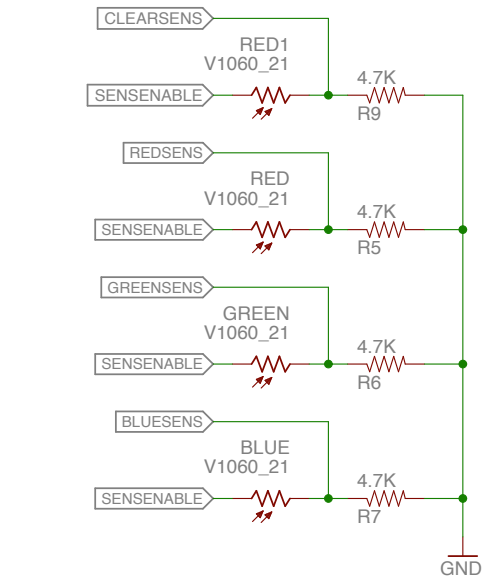 CLEARSENS
RED1
V1060_21
SENSENABLE
4.7K
R9
REDSENS
RED
V1060_21
SENSENABLE
4.7K
R5
GREENSENS
GREEN
V1060_21
SENSENABLE
4.7K
R6
BLUESENS
BLUE
V1060_21
SENSENABLE
4.7K
R7
GND